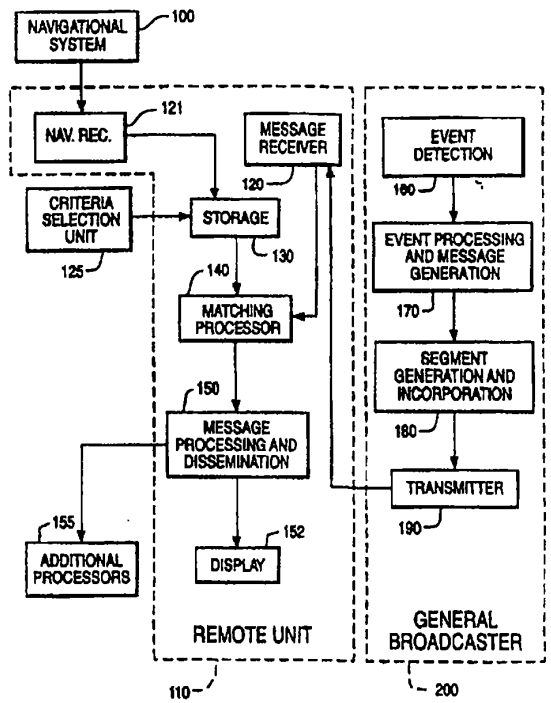 NAVIGATIONAL
SYSTEM
100
121
NAV. REC.
MESSAGE
RECEIVER
120
EVENT
DETECTION
160
CRITERIA
SELECTION
UNIT
125
STORAGE
130
EVENT PROCESSING
AND MESSAGE
GENERATION
170
140
MATCHING
PROCESSOR
SEGMENT
GENERATION AND
INCORPORATION
180
150
MESSAGE
PROCESSING AND
DISSEMINATION
TRANSMITTER
190
155
ADDITIONAL
PROCESSORS
152
DISPLAY
REMOTE UNIT
110
GENERAL
BROADCASTER
200